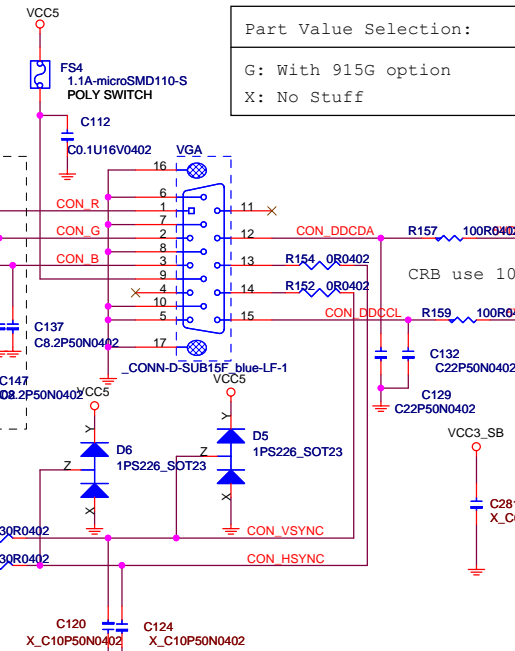 VCC5
Part Value Selection:
G: With 915G option
X: No Stuff
FS4
1.1A-microSMD110-S
POLY SWITCH
C112
C0.1U16V0402
VGA
16
6
CON_R
1
11
7
CON_G
2
12
CON_DDCDA
R157
8
CON_B
3
13
R154
0R0402
9
CRB use 10
4
14
R152
0R0402
10
5
15
CON_DDCCL
R159
C137
C8.2P50N0402
17
_CONN-D-SUB15F_blue-LF-1
C132
C22P50N0402
C147
VCC5
VCC5
C129
C22P50N0402
VCC3_SB
Y
Y
D6
1PS226_SOT23
D5
1PS226_SOT23
Z
Z
X
X
30R0402
CON_VSYNC
30R0402
CON_HSYNC
C120
X_C10P50N0402
C124
X_C10P50N0402